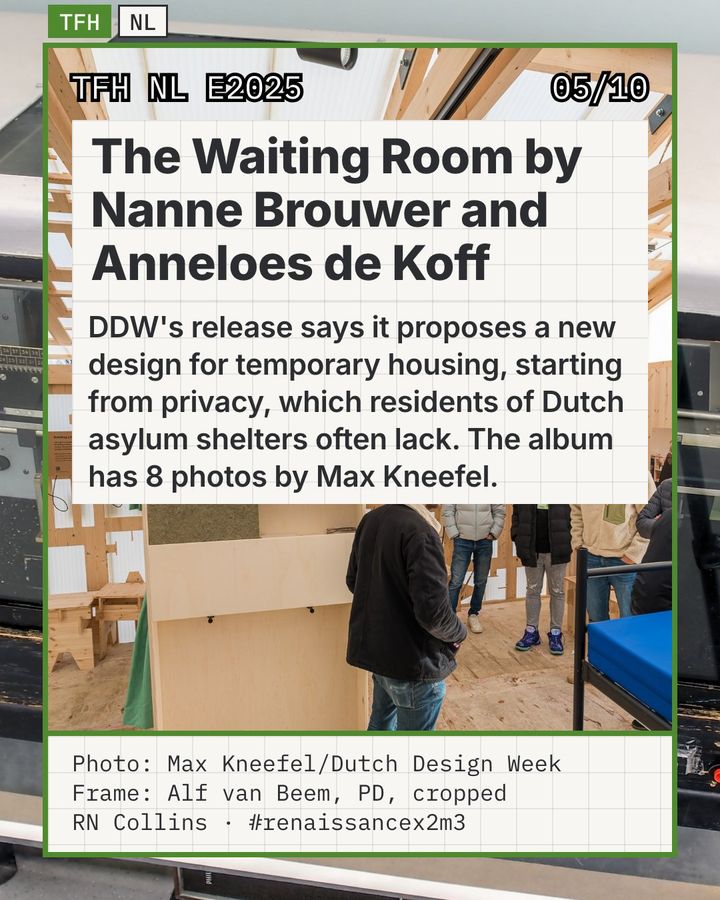 TFH NL
TFH NL E2025 05/10
The Waiting Room by
Nanne Brouwer and
Anneloes de Koff
DDW's release says it proposes a new
design for temporary housing, starting
from privacy, which residents of Dutch
asylum shelters often lack. The album
has 8 photos by Max Kneefel.
Photo: Max Kneefel/Dutch Design Week
Frame: Alf van Beem, PD, cropped
RN Collins · #renaissancex2m3